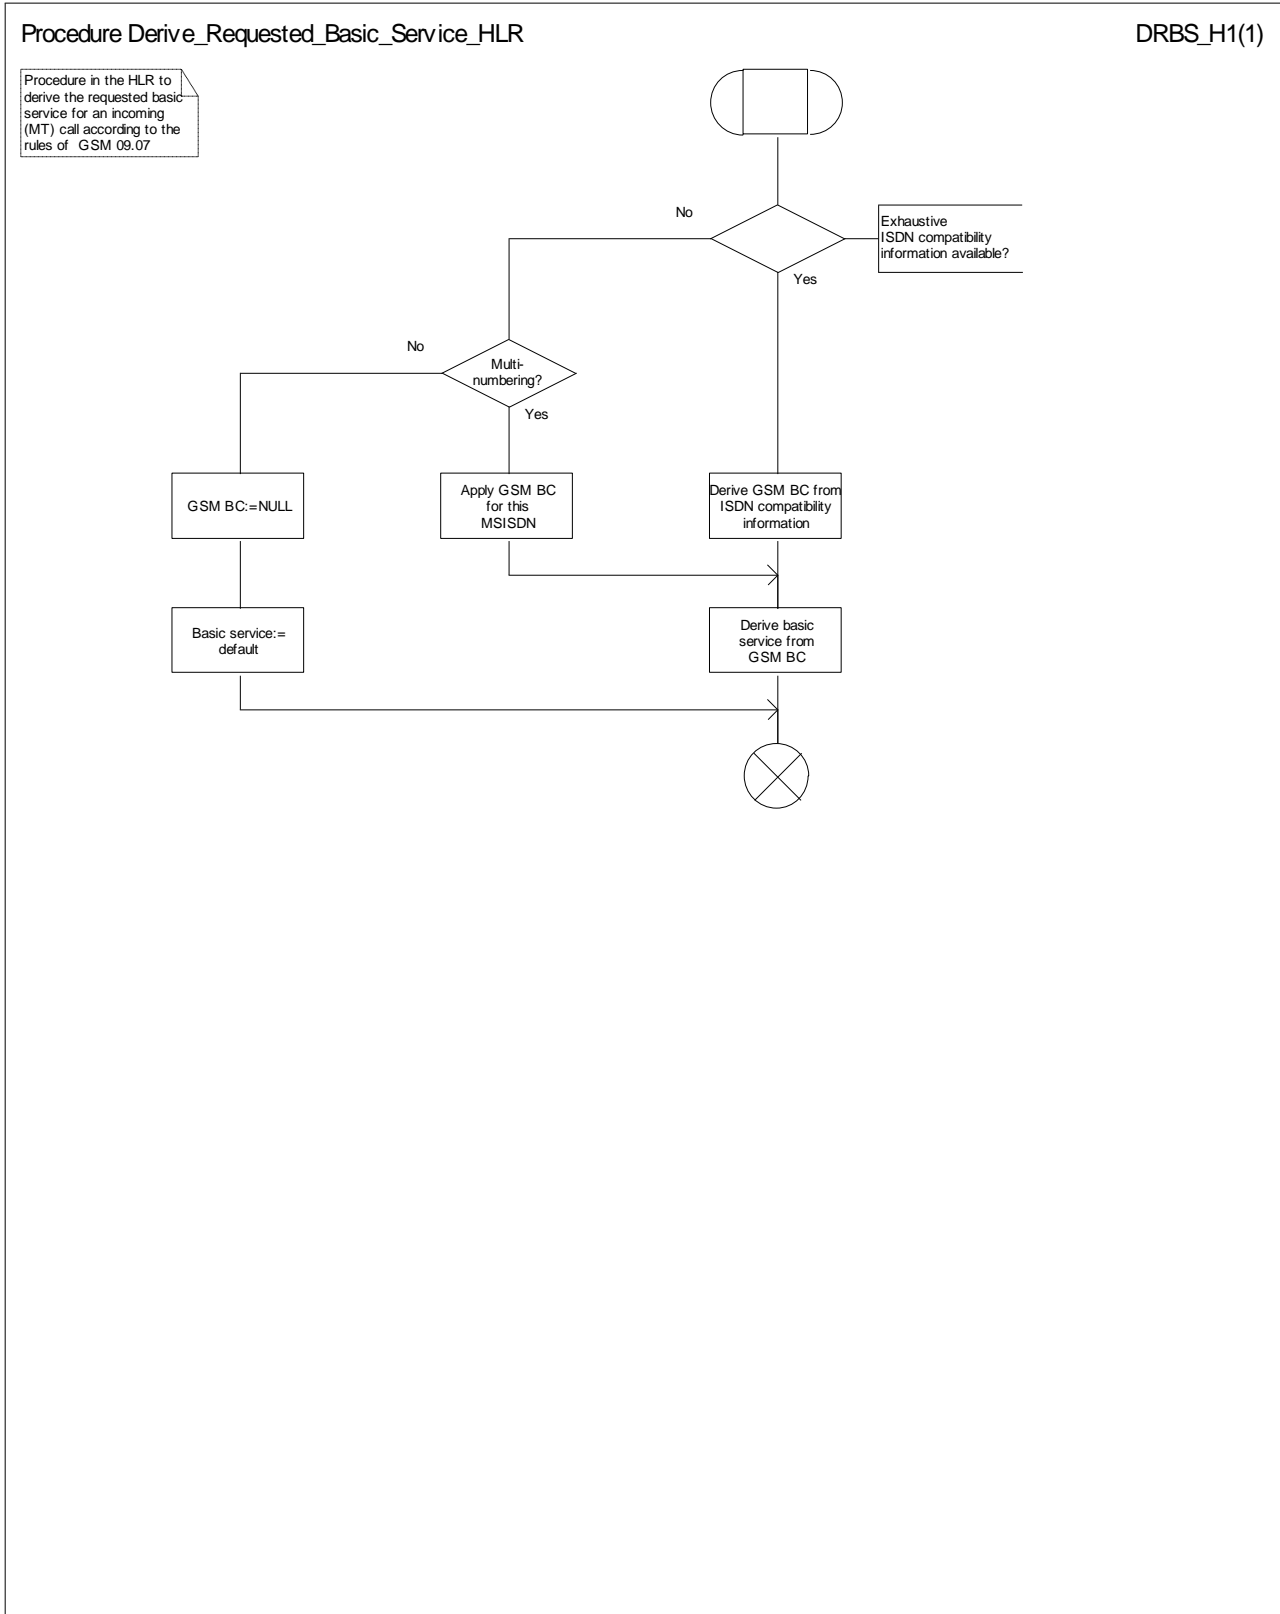 Procedure Derive_Requested_Basic_Service_HLR
DRBS_H1(1)
Procedure in the HLR to
derive the requested basic
service for an incoming
(MT) call according to the
rules of GSM 09.07
No
Exhaustive
ISDN compatibility
information available?
Yes
No
Multi-
numbering?
Yes
GSM BC:=NULL
Apply GSM BC
for this
MSISDN
Derive GSM BC from
ISDN compatibility
information
Basic service:=
default
Derive basic
service from
GSM BC